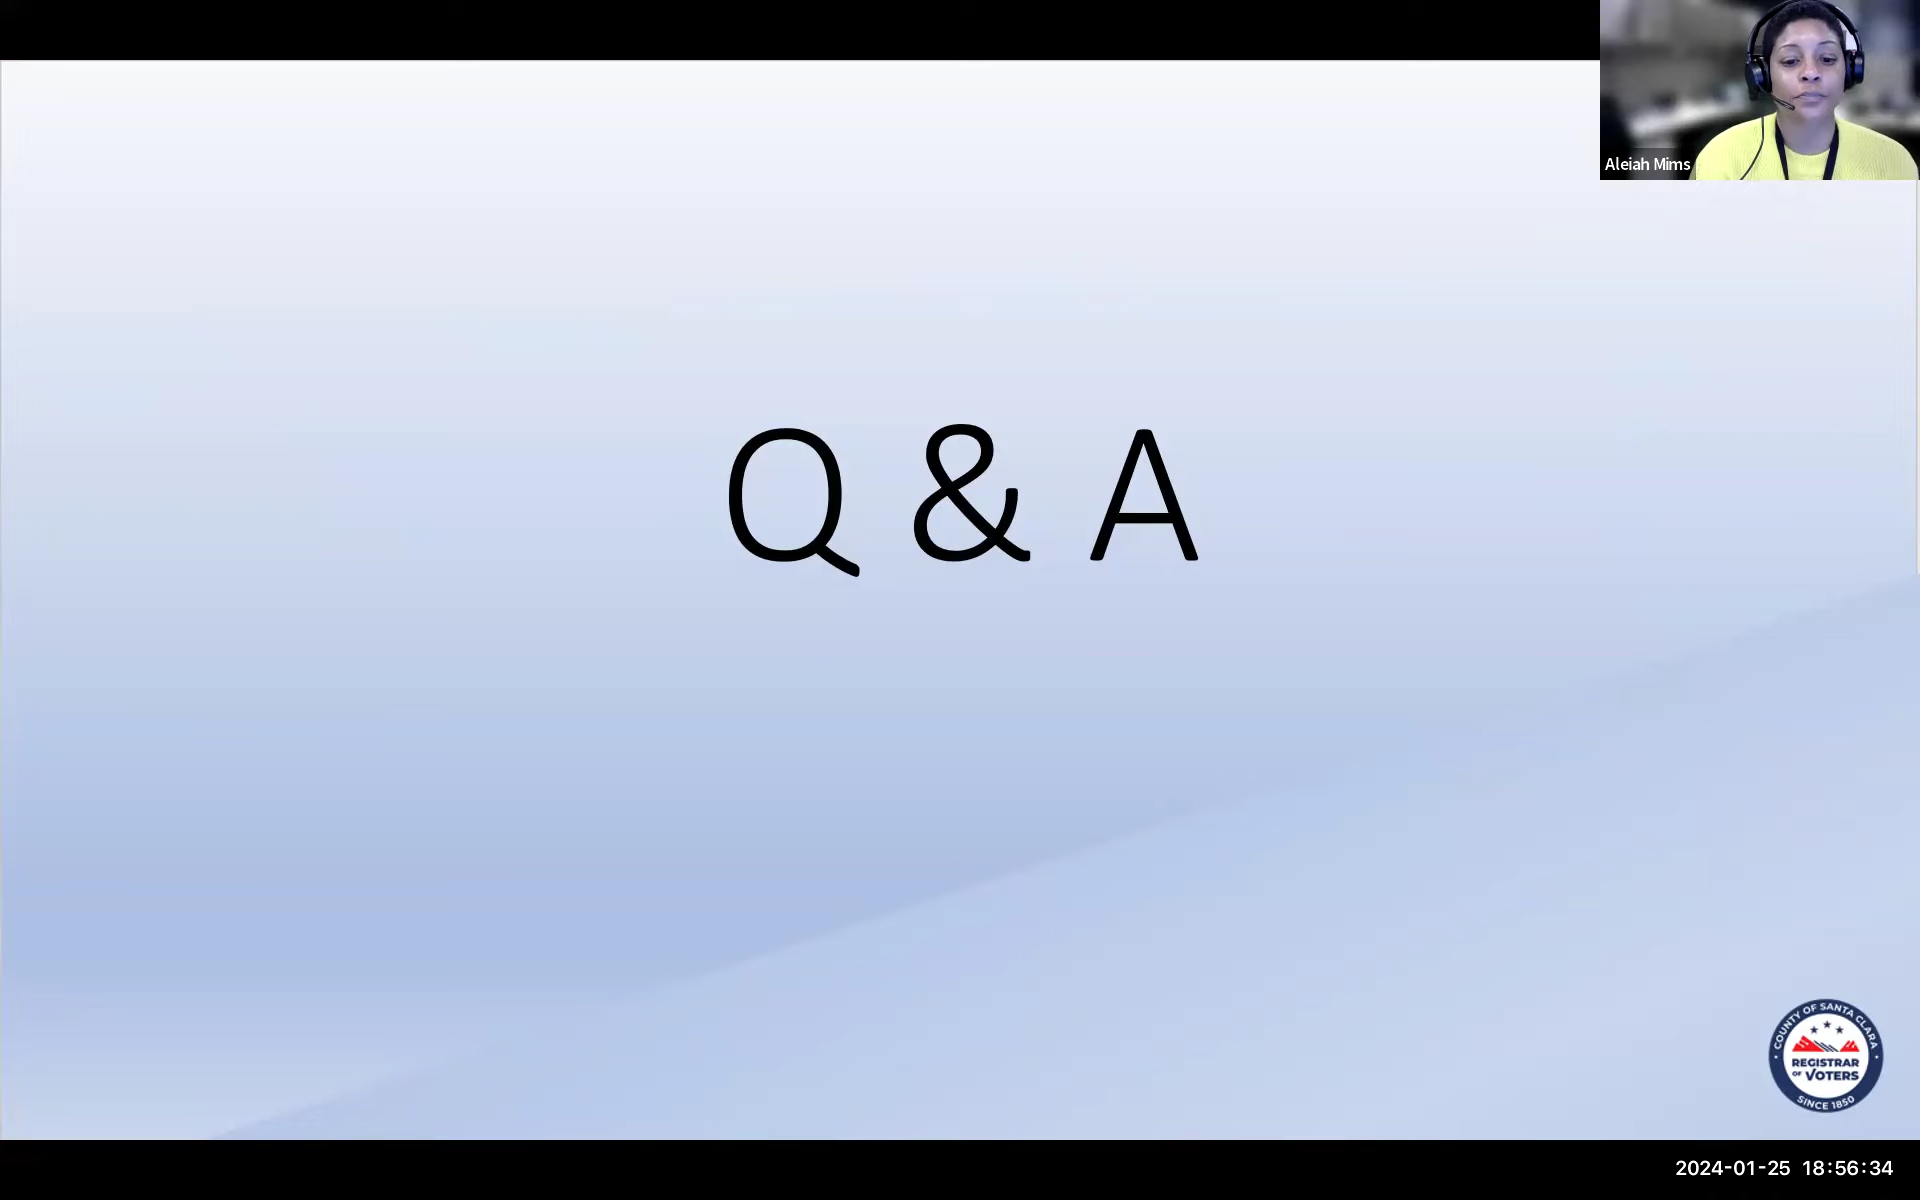 Aleiah Mims
Q & A
COUNTY OF SANTA CLARA
REGISTRAR
OF VOTERS
SINCE 1850
2024-01-25 18:56:34